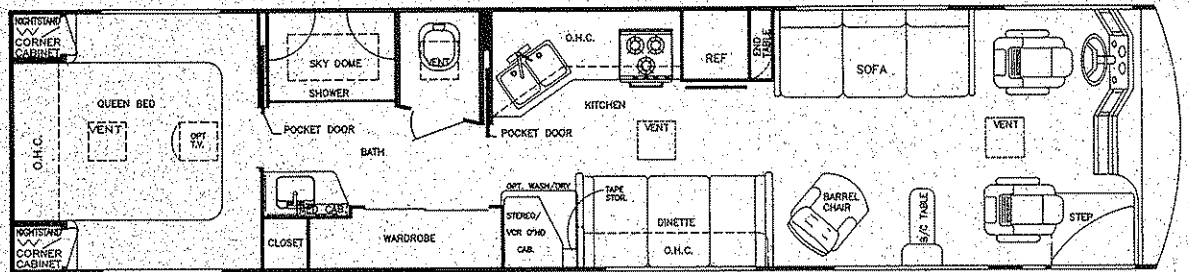 NIGHTSTAND
CORNER
CABINET
QUEEN BED
VENT
OPT
T.V.
O.H.C.
NIGHTSTAND
CORNER
CABINET
SKY DOME
SHOWER
POCKET DOOR
BATH
MED CAB.
CLOSET
WARDROBE
VENT
POCKET DOOR
O.H.C.
KITCHEN
REF
END
TABLE
VENT
OPT. WASH/DRY
STEREO/
VCR O'HD
CAB.
TAPE
STOR.
DINETTE
O.H.C.
SOFA
BARREL
CHAIR
S/C TABLE
VENT
STEP